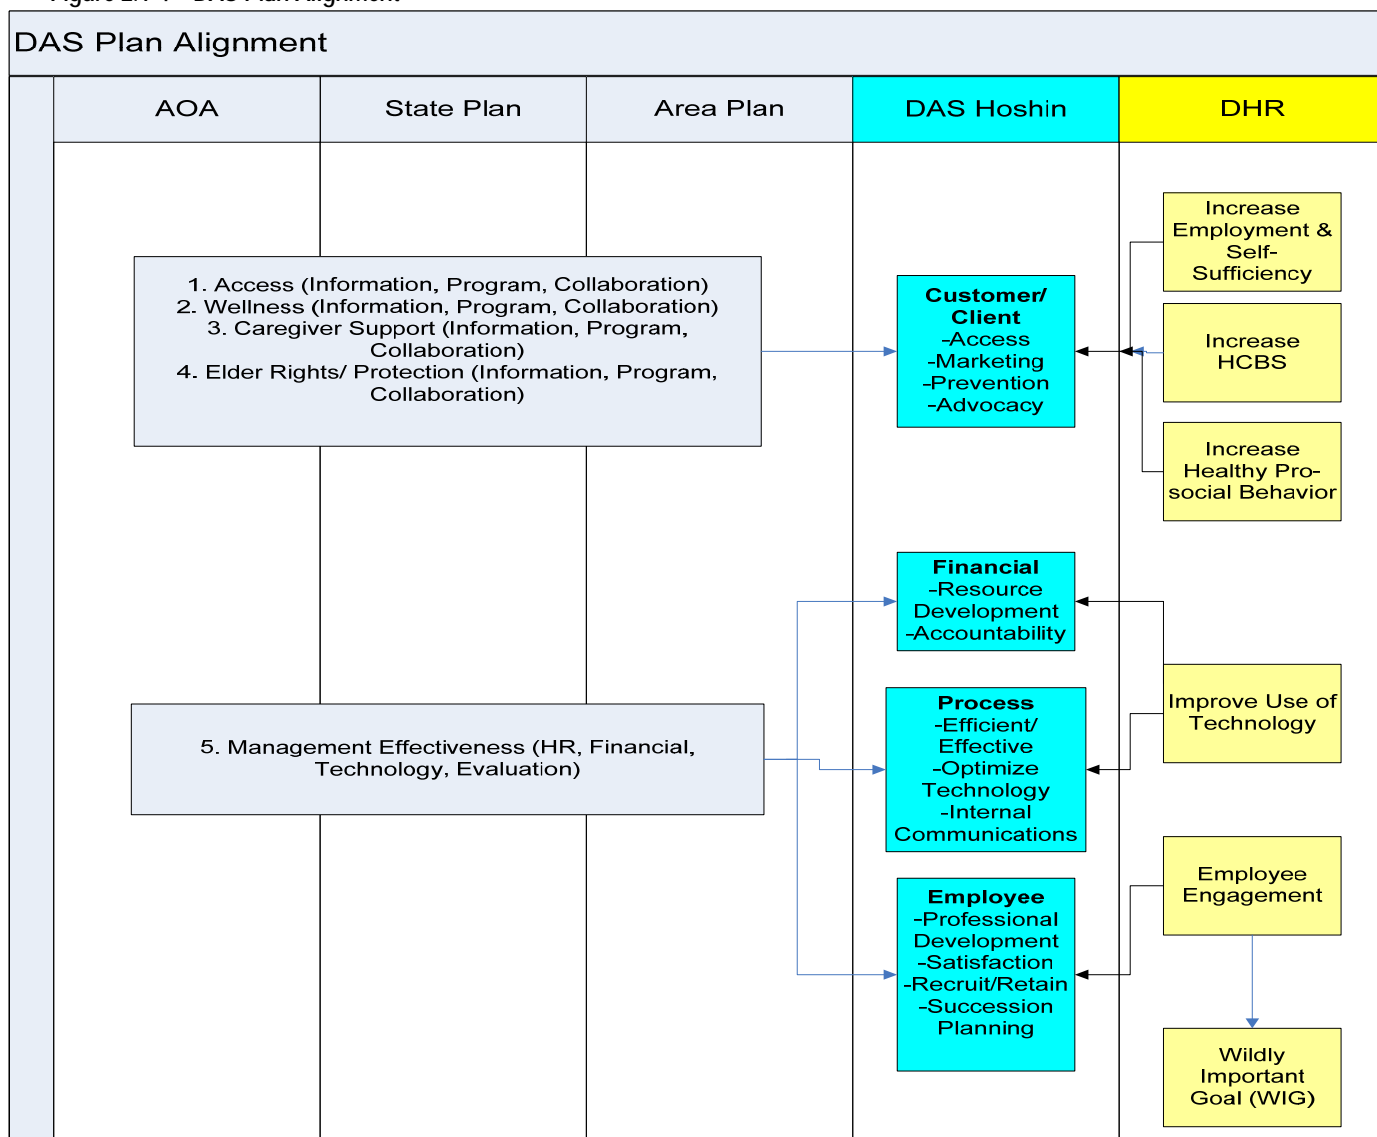 DAS Plan Alignment
AOA
State Plan
Area Plan
DAS Hoshin
DHR
1. Access (Information, Program, Collaboration)
2. Wellness (Information, Program, Collaboration)
3. Caregiver Support (Information, Program,
Collaboration)
4. Elder Rights/ Protection (Information, Program,
Collaboration)
Customer/
Client
-Access
-Marketing
-Prevention
-Advocacy
Increase
Employment &
Self-
Sufficiency
Increase
HCBS
Increase
Healthy Pro-
social Behavior
Financial
-Resource
Development
-Accountability
5. Management Effectiveness (HR, Financial,
Technology, Evaluation)
Process
-Efficient/
Effective
-Optimize
Technology
-Internal
Communications
Improve Use of
Technology
Employee
-Professional
Development
-Satisfaction
-Recruit/Retain
-Succession
Planning
Employee
Engagement
Wildly
Important
Goal (WIG)